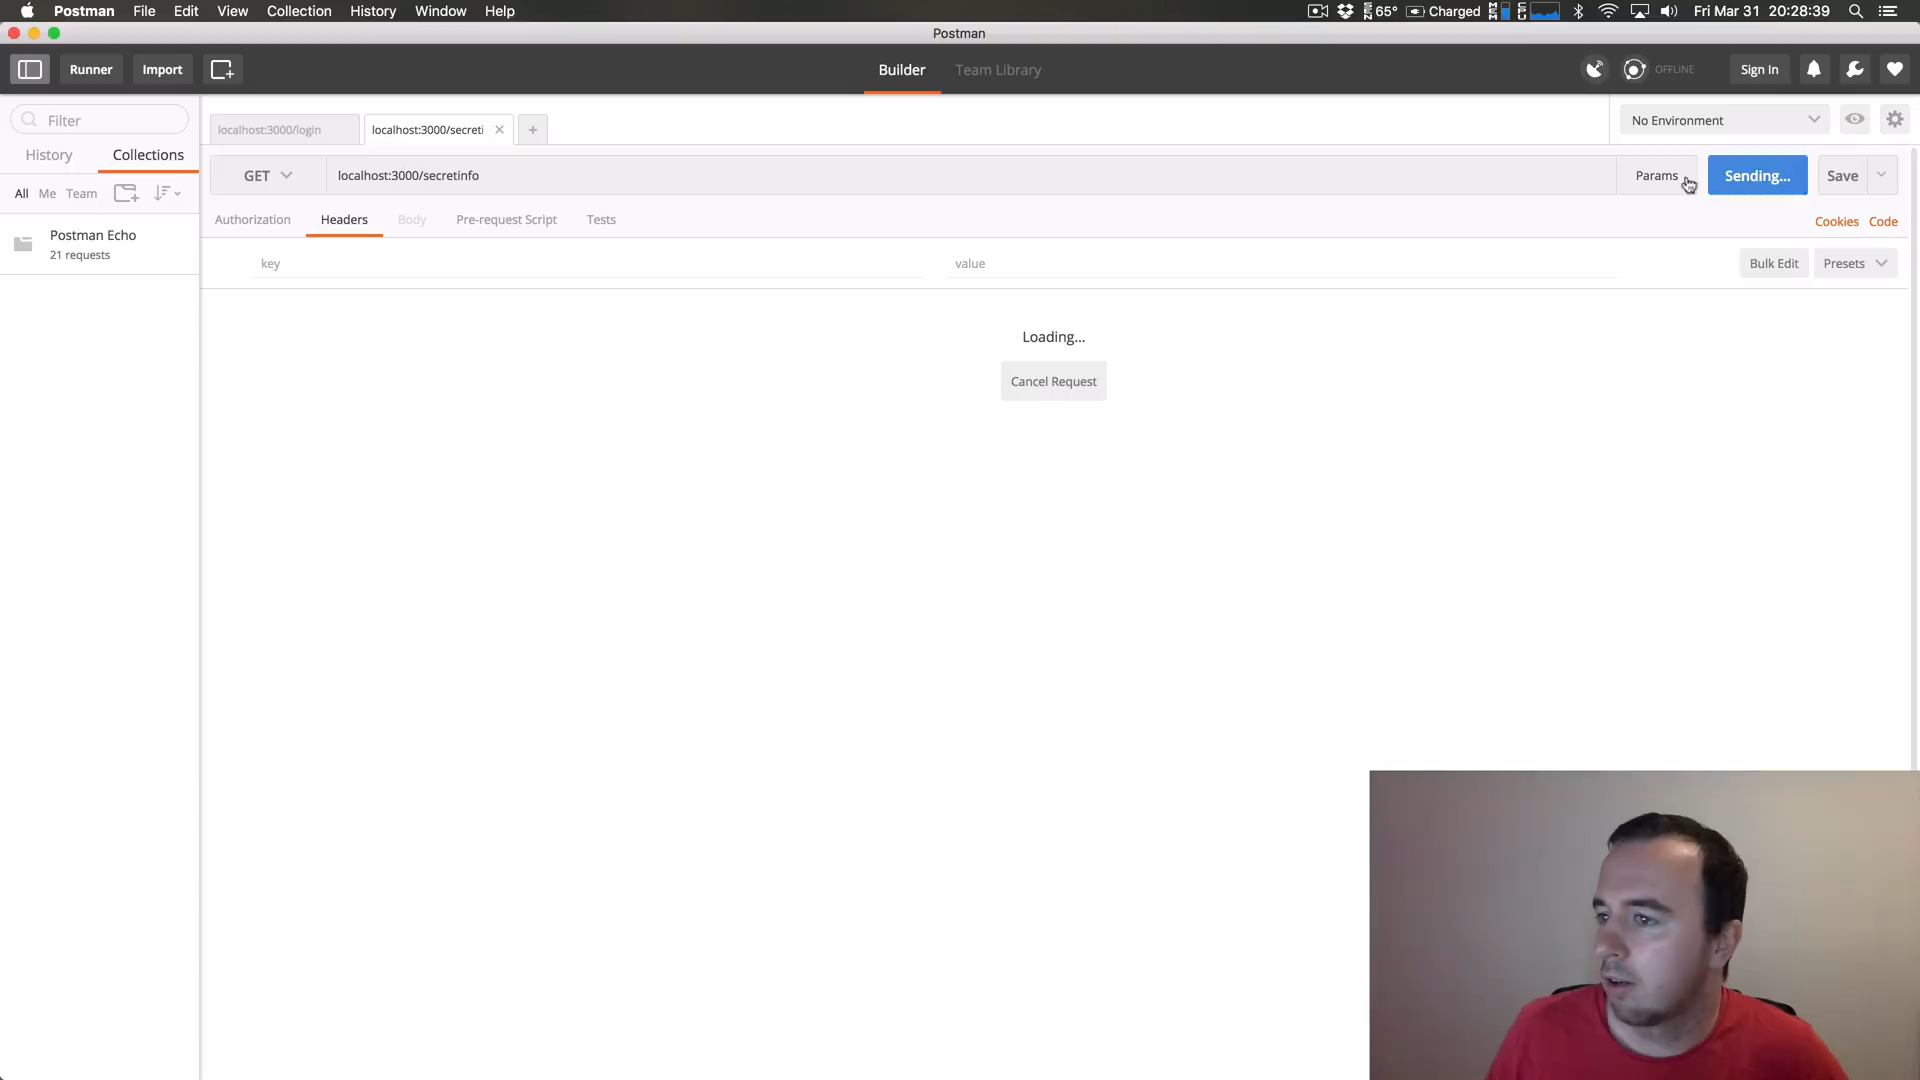 Postman File Edit View Collection History Window Help 65° Charged Fri Mar 31 20:28:39
Postman
Runner Import Builder Team Library OFFLINE Sign In
Filter
localhost:3000/login localhost:3000/secreti No Environment
History Collections
GET localhost:3000/secretinfo Params Sending... Save
All Me Team
Authorization Headers Body Pre-request Script Tests Cookies Code
Postman Echo
21 requests
key value Bulk Edit Presets
Loading...
Cancel Request